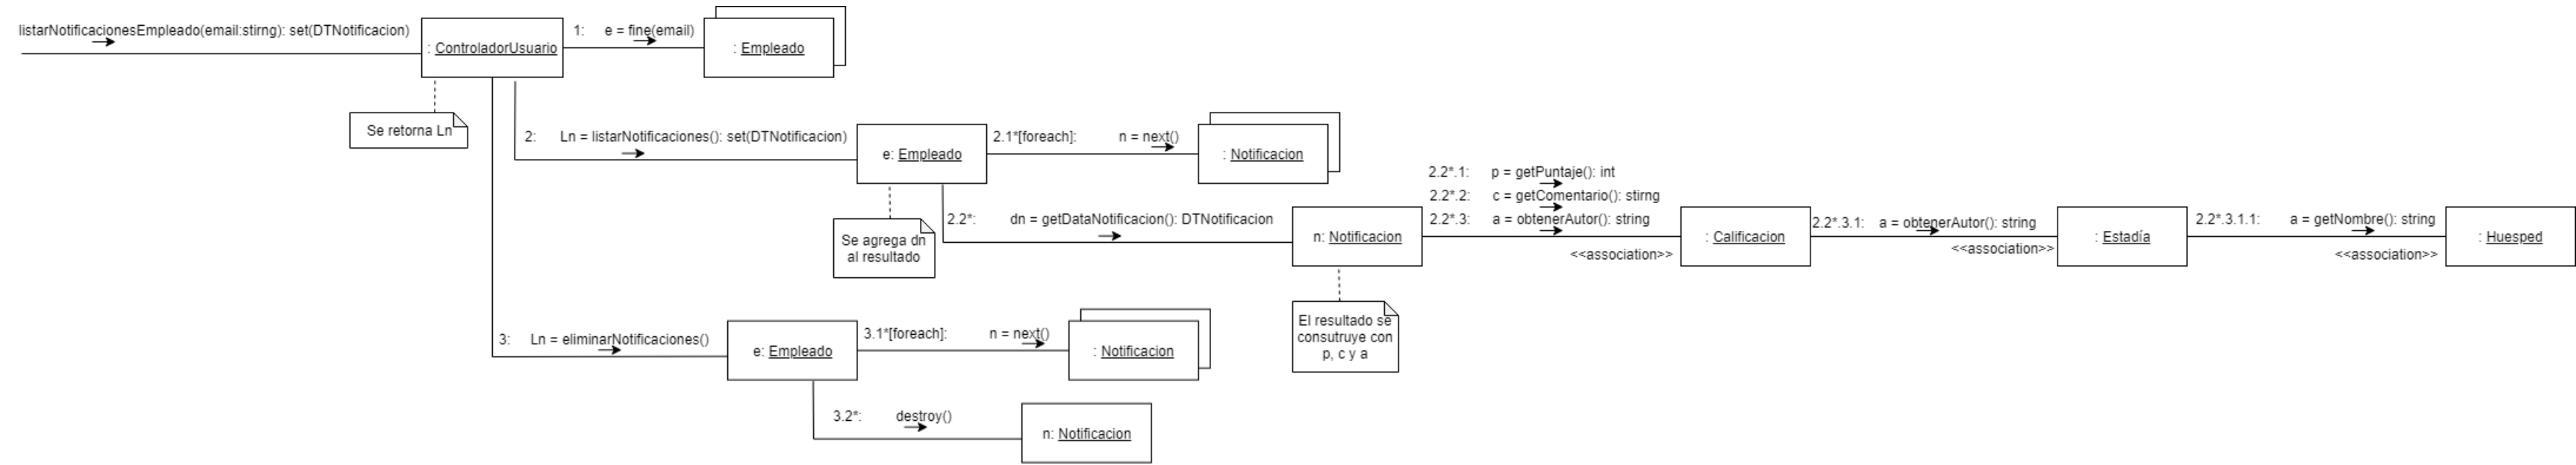 listarNotificacionesEmpleado(email:stirng): set(DTNotificacion)
: ControladorUsuario
1: e = fine(email)
: Empleado
Se retorna Ln
2: Ln = listarNotificaciones(): set(DTNotificacion)
e: Empleado
2.1*[foreach]: n = next()
: Notificacion
Se agrega dn
al resultado
2.2*: dn = getDataNotificacion(): DTNotificacion
n: Notificacion
2.2*.1: p = getPuntaje(): int
2.2*.2: c = getComentario(): stirng
2.2*.3: a = obtenerAutor(): string
<<association>>
: Calificacion
2.2*.3.1: a = obtenerAutor(): string
<<association>>
: Estadía
2.2*.3.1.1: a = getNombre(): string
<<association>>
: Huesped
El resultado se
consutruye con
p, c y a
3: Ln = eliminarNotificaciones()
e: Empleado
3.1*[foreach]: n = next()
: Notificacion
3.2*: destroy()
n: Notificacion